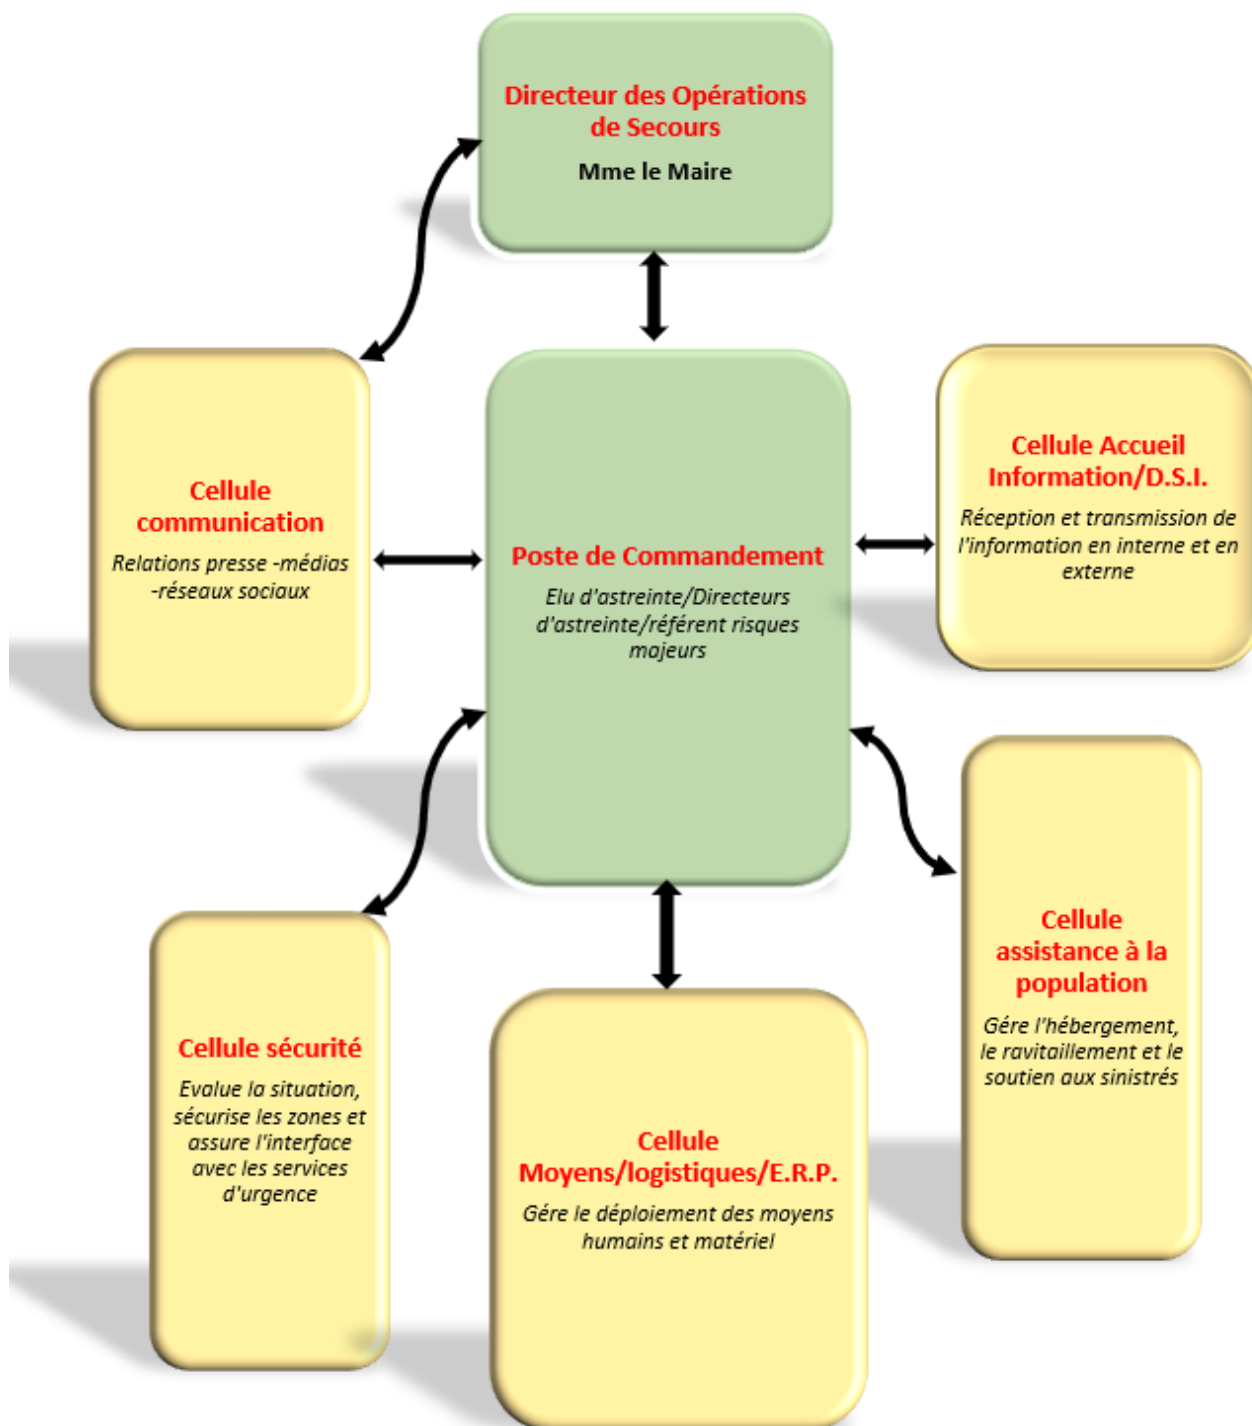 Directeur des Opérations
de Secours
Mme le Maire
Cellule
communication
Relations presse -médias
-réseaux sociaux
Poste de Commandement
Elu d'astreinte/Directeurs
d'astreinte/référent risques
majeurs
Cellule Accueil
Information/D.S.I.
Réception et transmission de
l'information en interne et en
externe
Cellule sécurité
Evalue la situation,
sécurise les zones et
assure l'interface
avec les services
d'urgence
Cellule
Moyens/logistiques/E.R.P.
Gére le déploiement des moyens
humains et matériel
Cellule
assistance à la
population
Gére l'hébergement,
le ravitaillement et le
soutien aux sinistrés